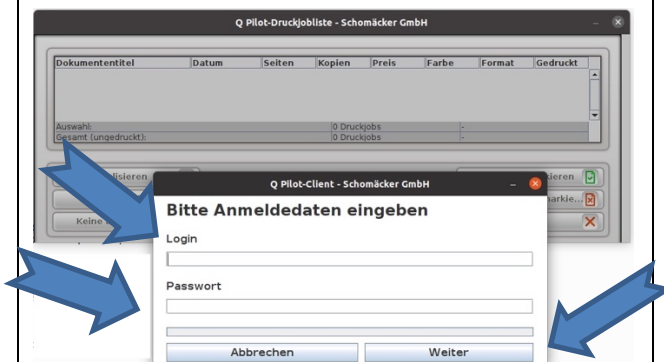 Q Pilot-Druckjobliste - Schomäcker GmbH
Dokumententitel Datum Seiten Kopien Preis Farbe Format Gedruckt
Auswahl: 0 Druckjobs -
Gesamt (ungedruckt): 0 Druckjobs -
Q Pilot-Client - Schomäcker GmbH
Keine
Bitte Anmeldedaten eingeben
Login
Passwort
Abbrechen Weiter